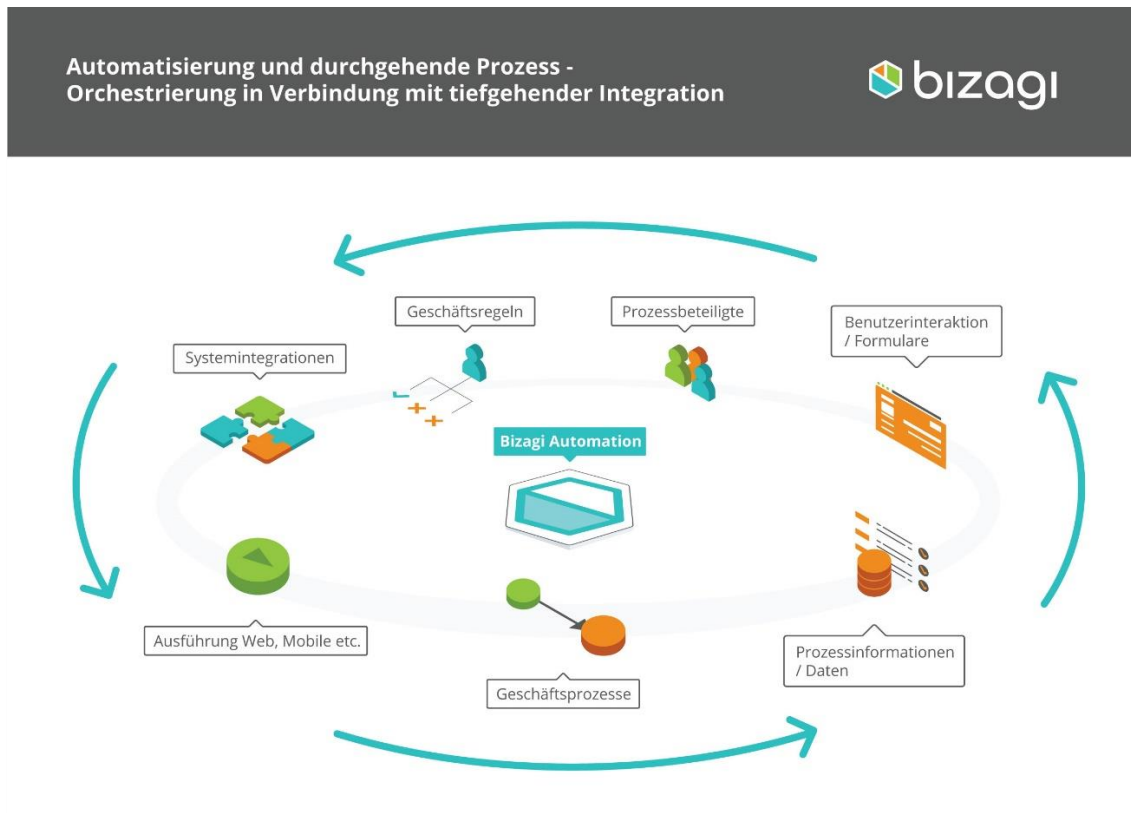 Automatisierung und durchgehende Prozess -
Orchestrierung in Verbindung mit tiefgehender Integration
bizagi
Geschäftsregeln
Prozessbeteiligte
Benutzerinteraktion
/ Formulare
Systemintegrationen
Bizagi Automation
Ausführung Web, Mobile etc.
Prozessinformationen
/ Daten
Geschäftsprozesse